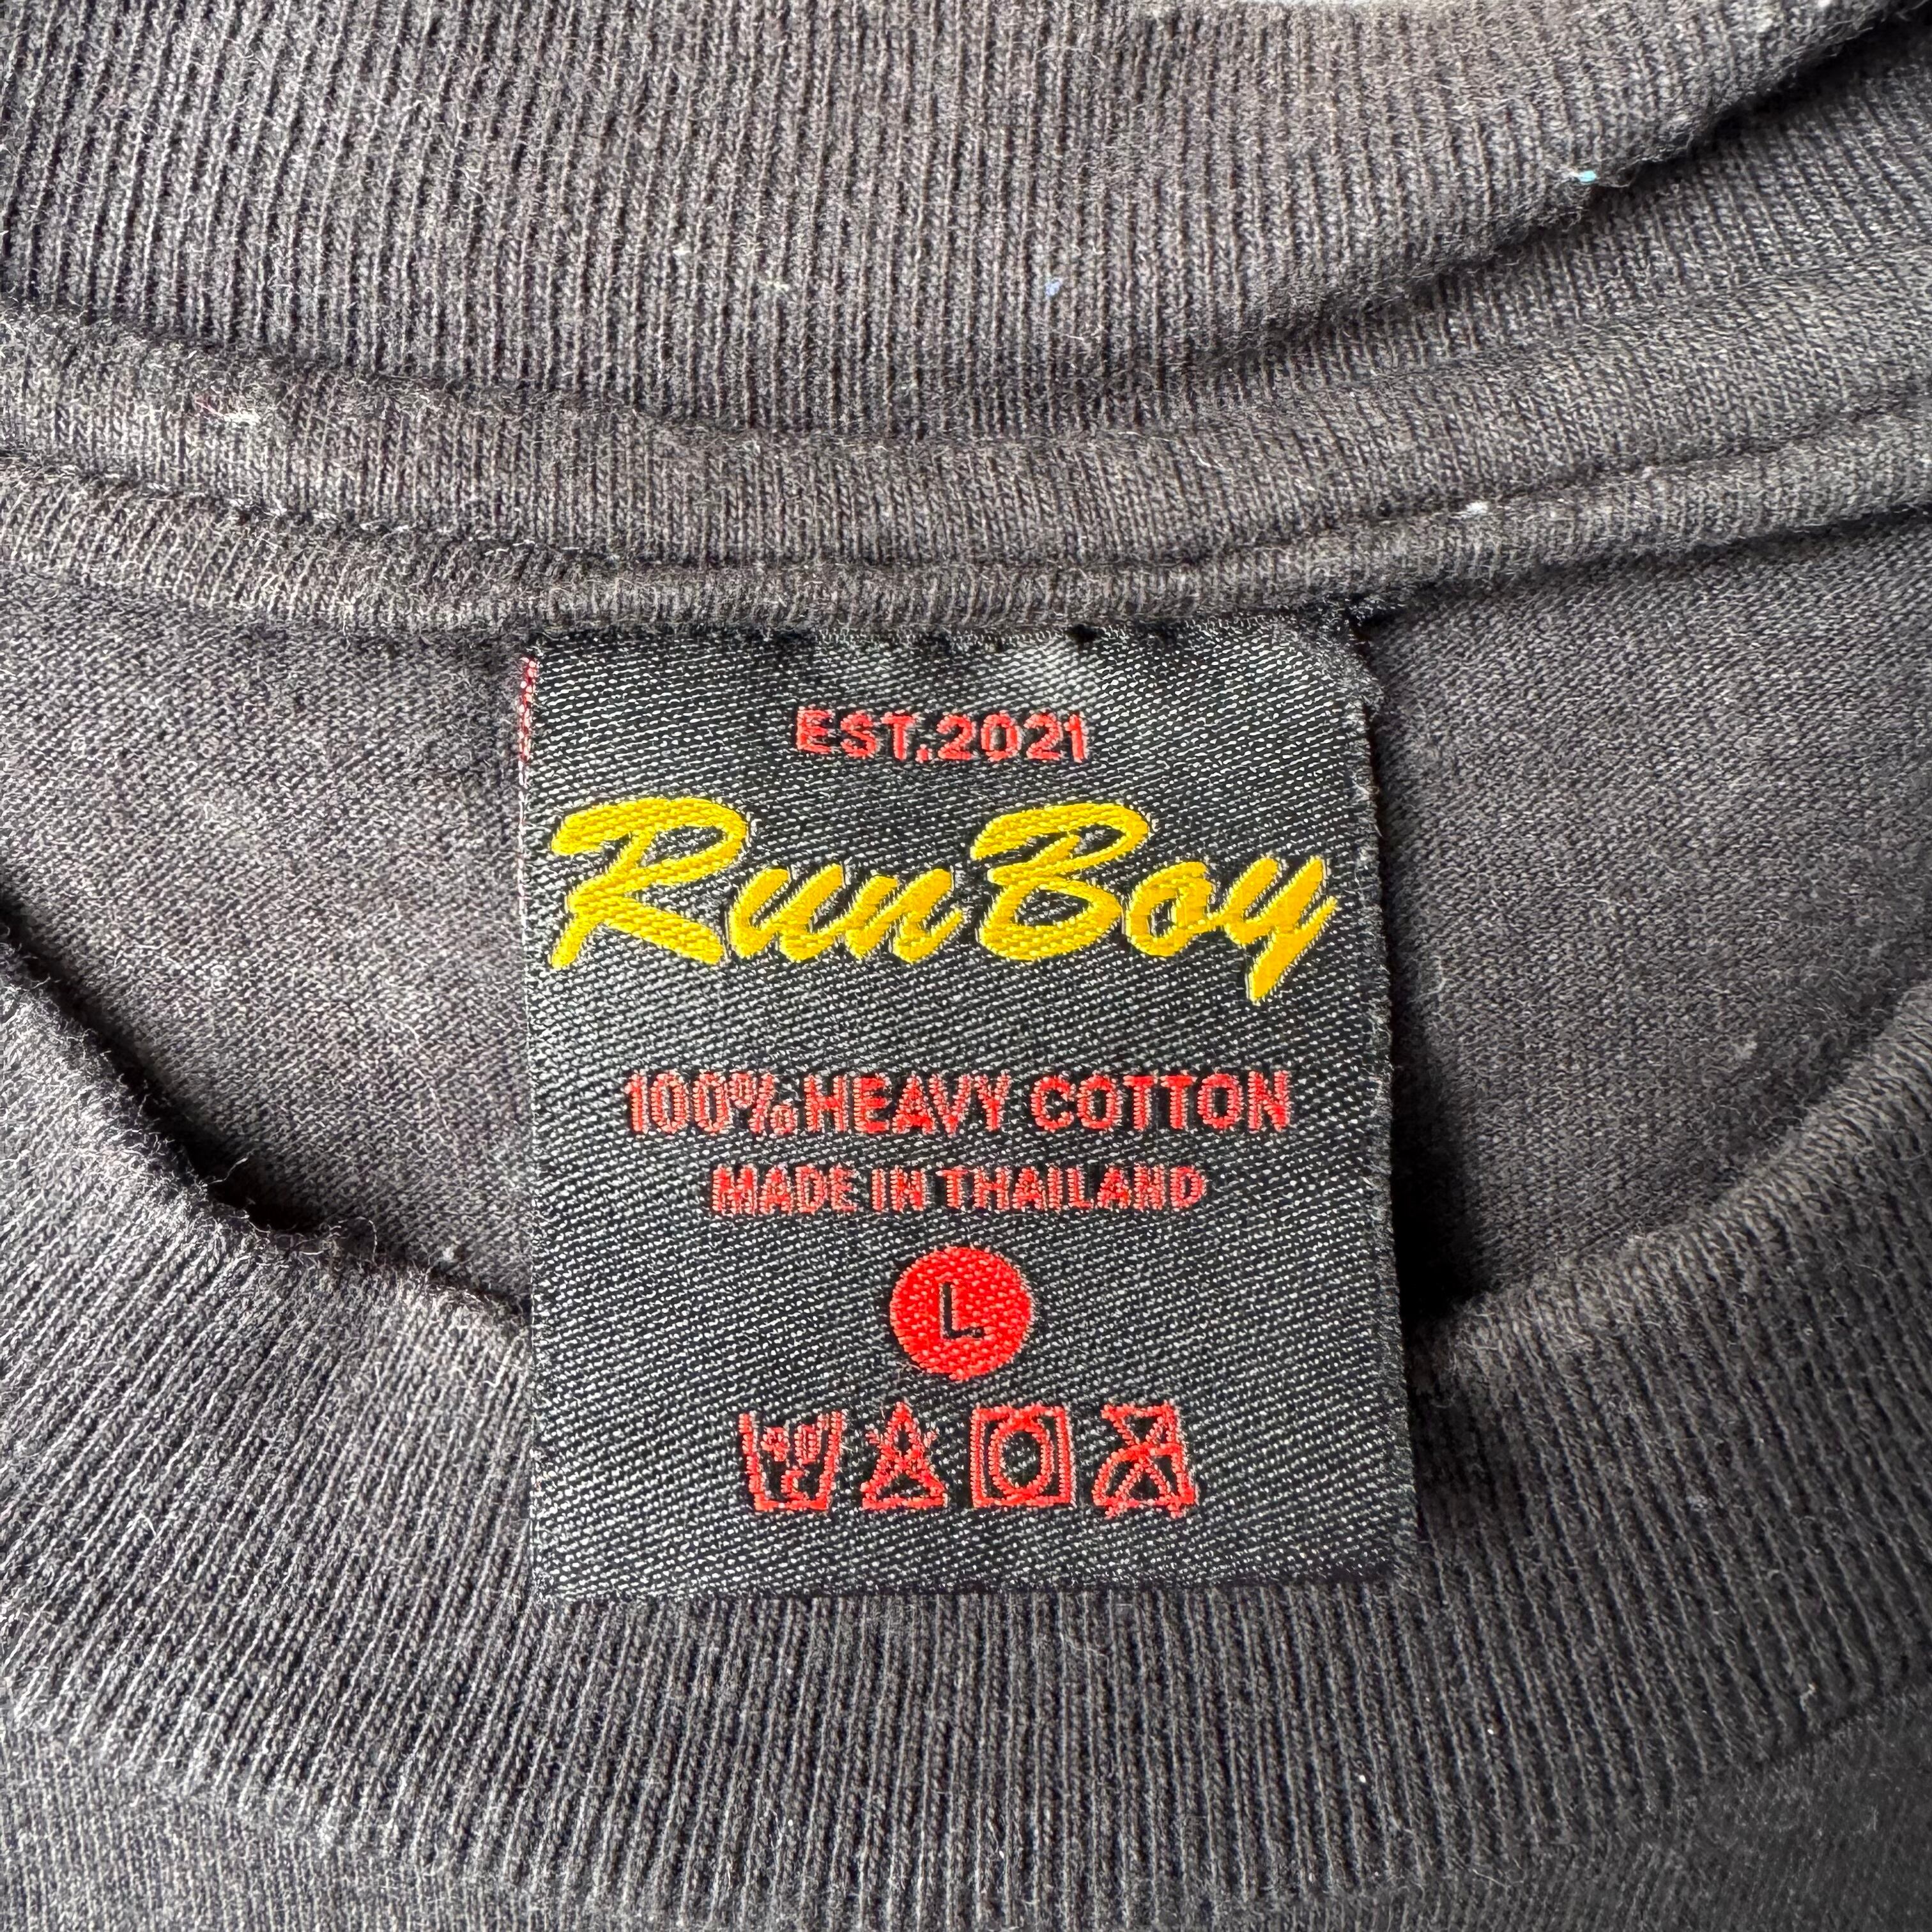 EST.2021
RunBoy
100% HEAVY COTTON
MADE IN THAILAND
L